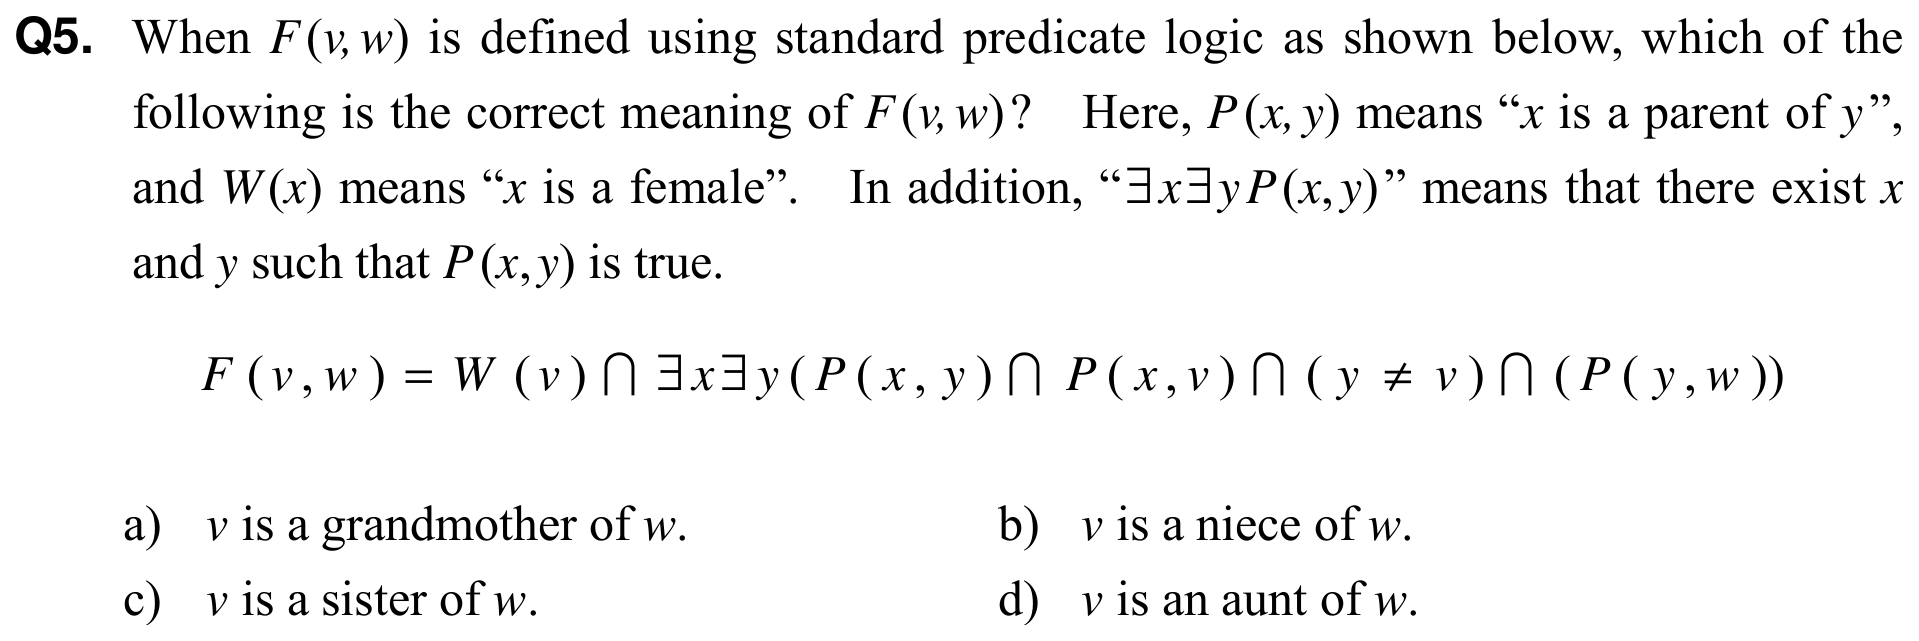 Q5. When F(v, w) is defined using standard predicate logic as shown below, which of the
following is the correct meaning of F(v, w)? Here, P(x, y) means “x is a parent of y”,
and W(x) means “x is a female”. In addition, “∃x∃yP(x, y)” means that there exist x
and y such that P(x, y) is true.
F (v, w) = W (v) ∩ ∃x∃y(P(x, y) ∩ P(x, v) ∩ (y ≠ v) ∩ (P(y, w))
a) v is a grandmother of w. b) v is a niece of w.
c) v is a sister of w. d) v is an aunt of w.